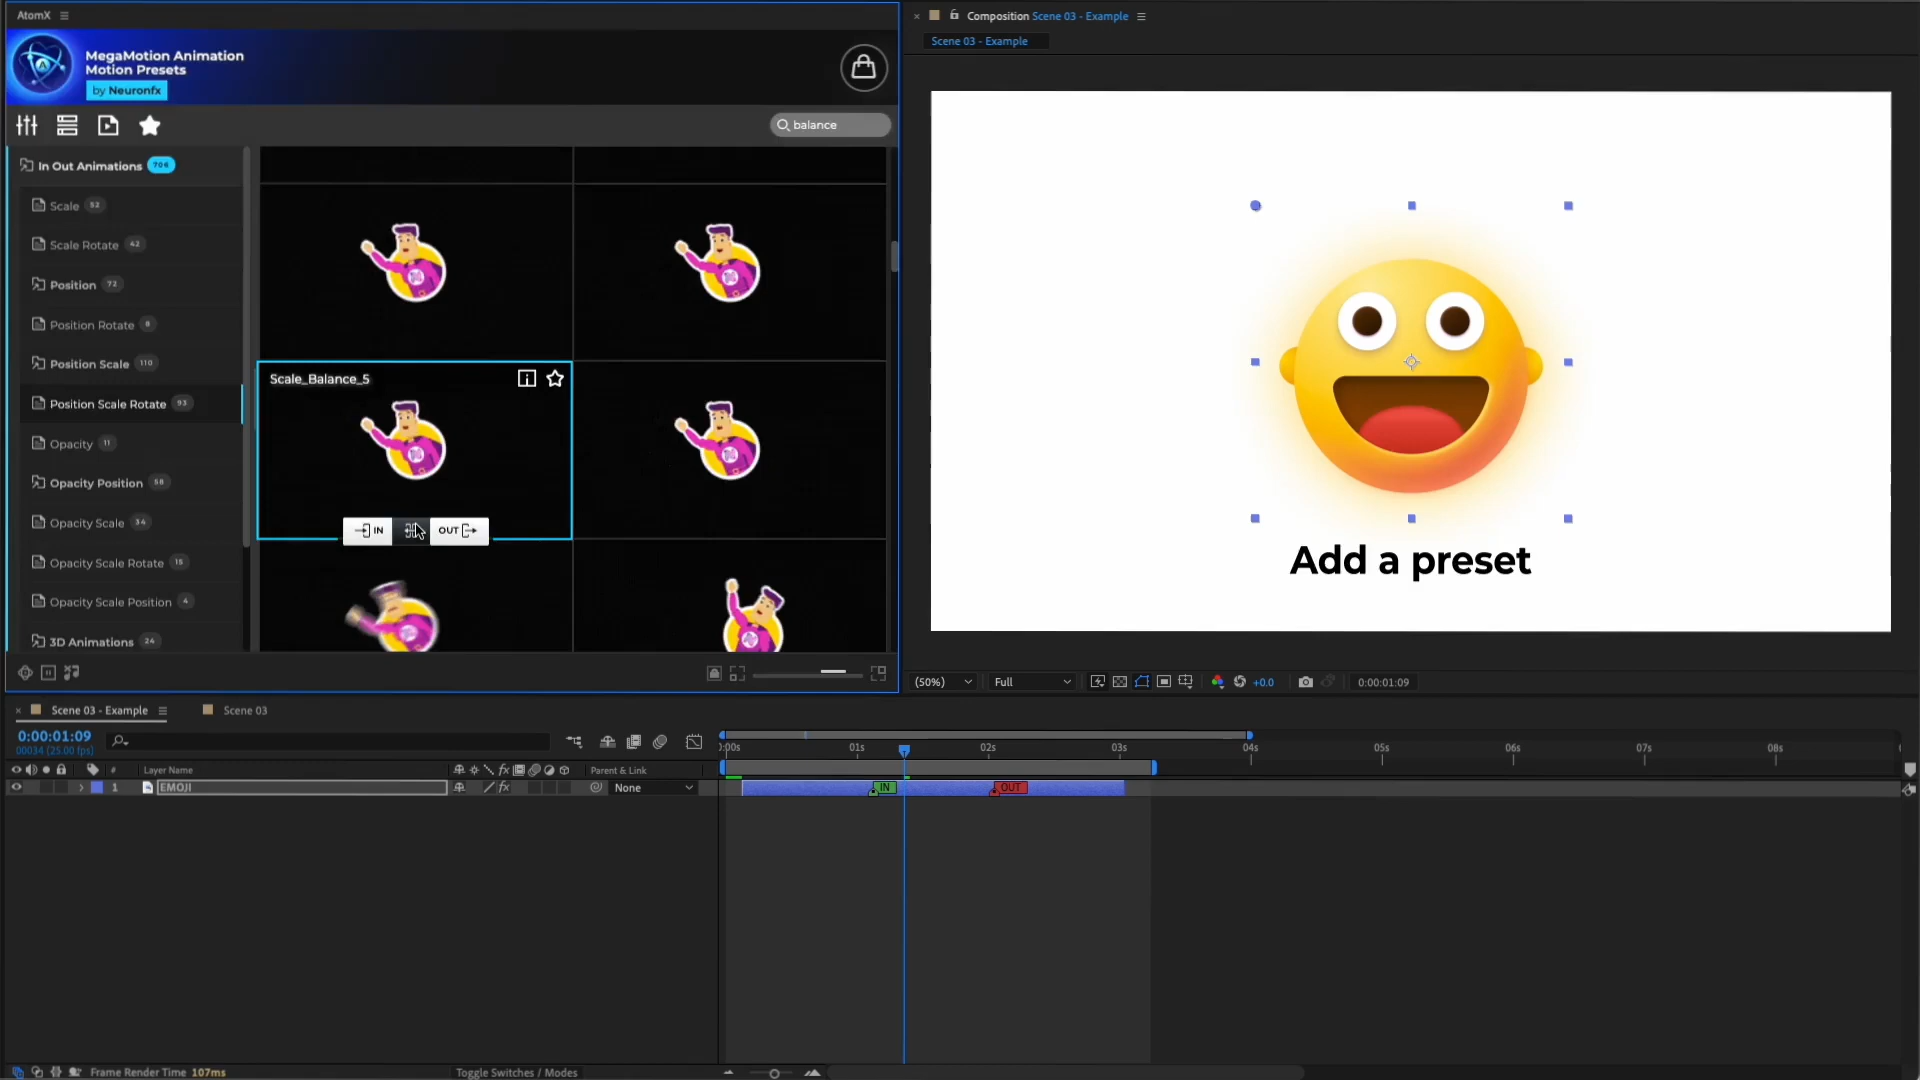 AtomX
MegaMotion Animation
Motion Presets
by Neuronfx
balance
In Out Animations 706
Scale 52
Scale Rotate 42
Position 72
Position Rotate 8
Position Scale 110
Position Scale Rotate 93
Opacity 11
Opacity Position 58
Opacity Scale 34
Opacity Scale Rotate 15
Opacity Scale Position 4
3D Animations 24
Scale_Balance_5
IN
OUT
Composition Scene 03 - Example
Scene 03 - Example
Add a preset
(50%)
Full
+0.0
0:00:01:09
Scene 03 - Example
Scene 03
0:00:01:09
00034 (25.00 fps)
# Layer Name
fx
Parent & Link
1 EMOJI
fx
None
):00s 01s 02s 03s 04s 05s 06s 07s 08s
IN
OUT
Frame Render Time 107ms
Toggle Switches / Modes